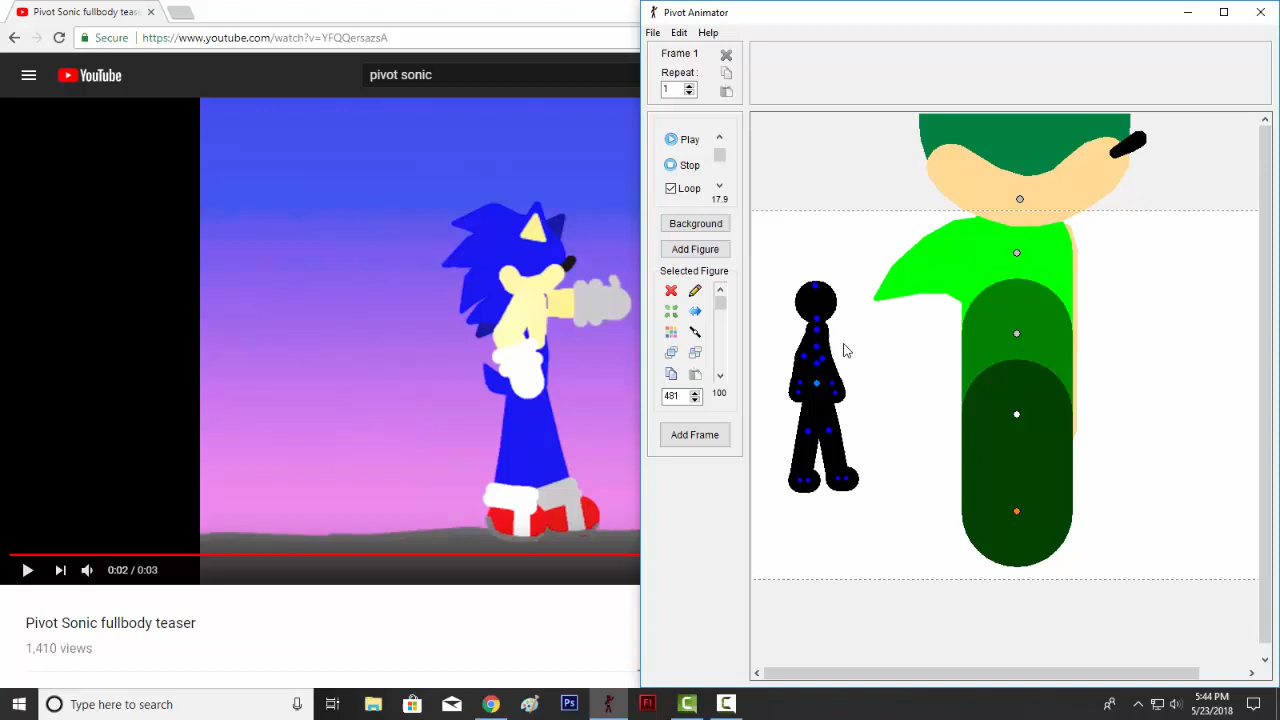 Pivot Sonic fullbody teas
Secure
https://www.youtube.com/watch?v=YFQQersazsA
YouTube
pivot sonic
0:02 / 0:03
Pivot Sonic fullbody teaser
1,410 views
Pivot Animator
File Edit Help
Frame 1
Repeat:
1
Play
Stop
Loop
17.9
Background
Add Figure
Selected Figure
481
100
Add Frame
Type here to search
Ps
Fl
C
C
5:44 PM
5/23/2018